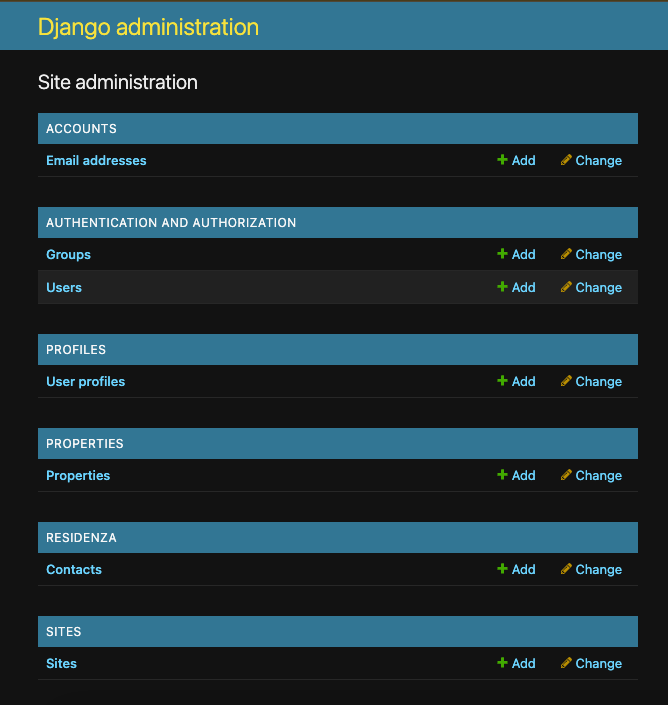 Django administration
Site administration
ACCOUNTS
Email addresses Add Change
AUTHENTICATION AND AUTHORIZATION
Groups Add Change
Users Add Change
PROFILES
User profiles Add Change
PROPERTIES
Properties Add Change
RESIDENZA
Contacts Add Change
SITES
Sites Add Change